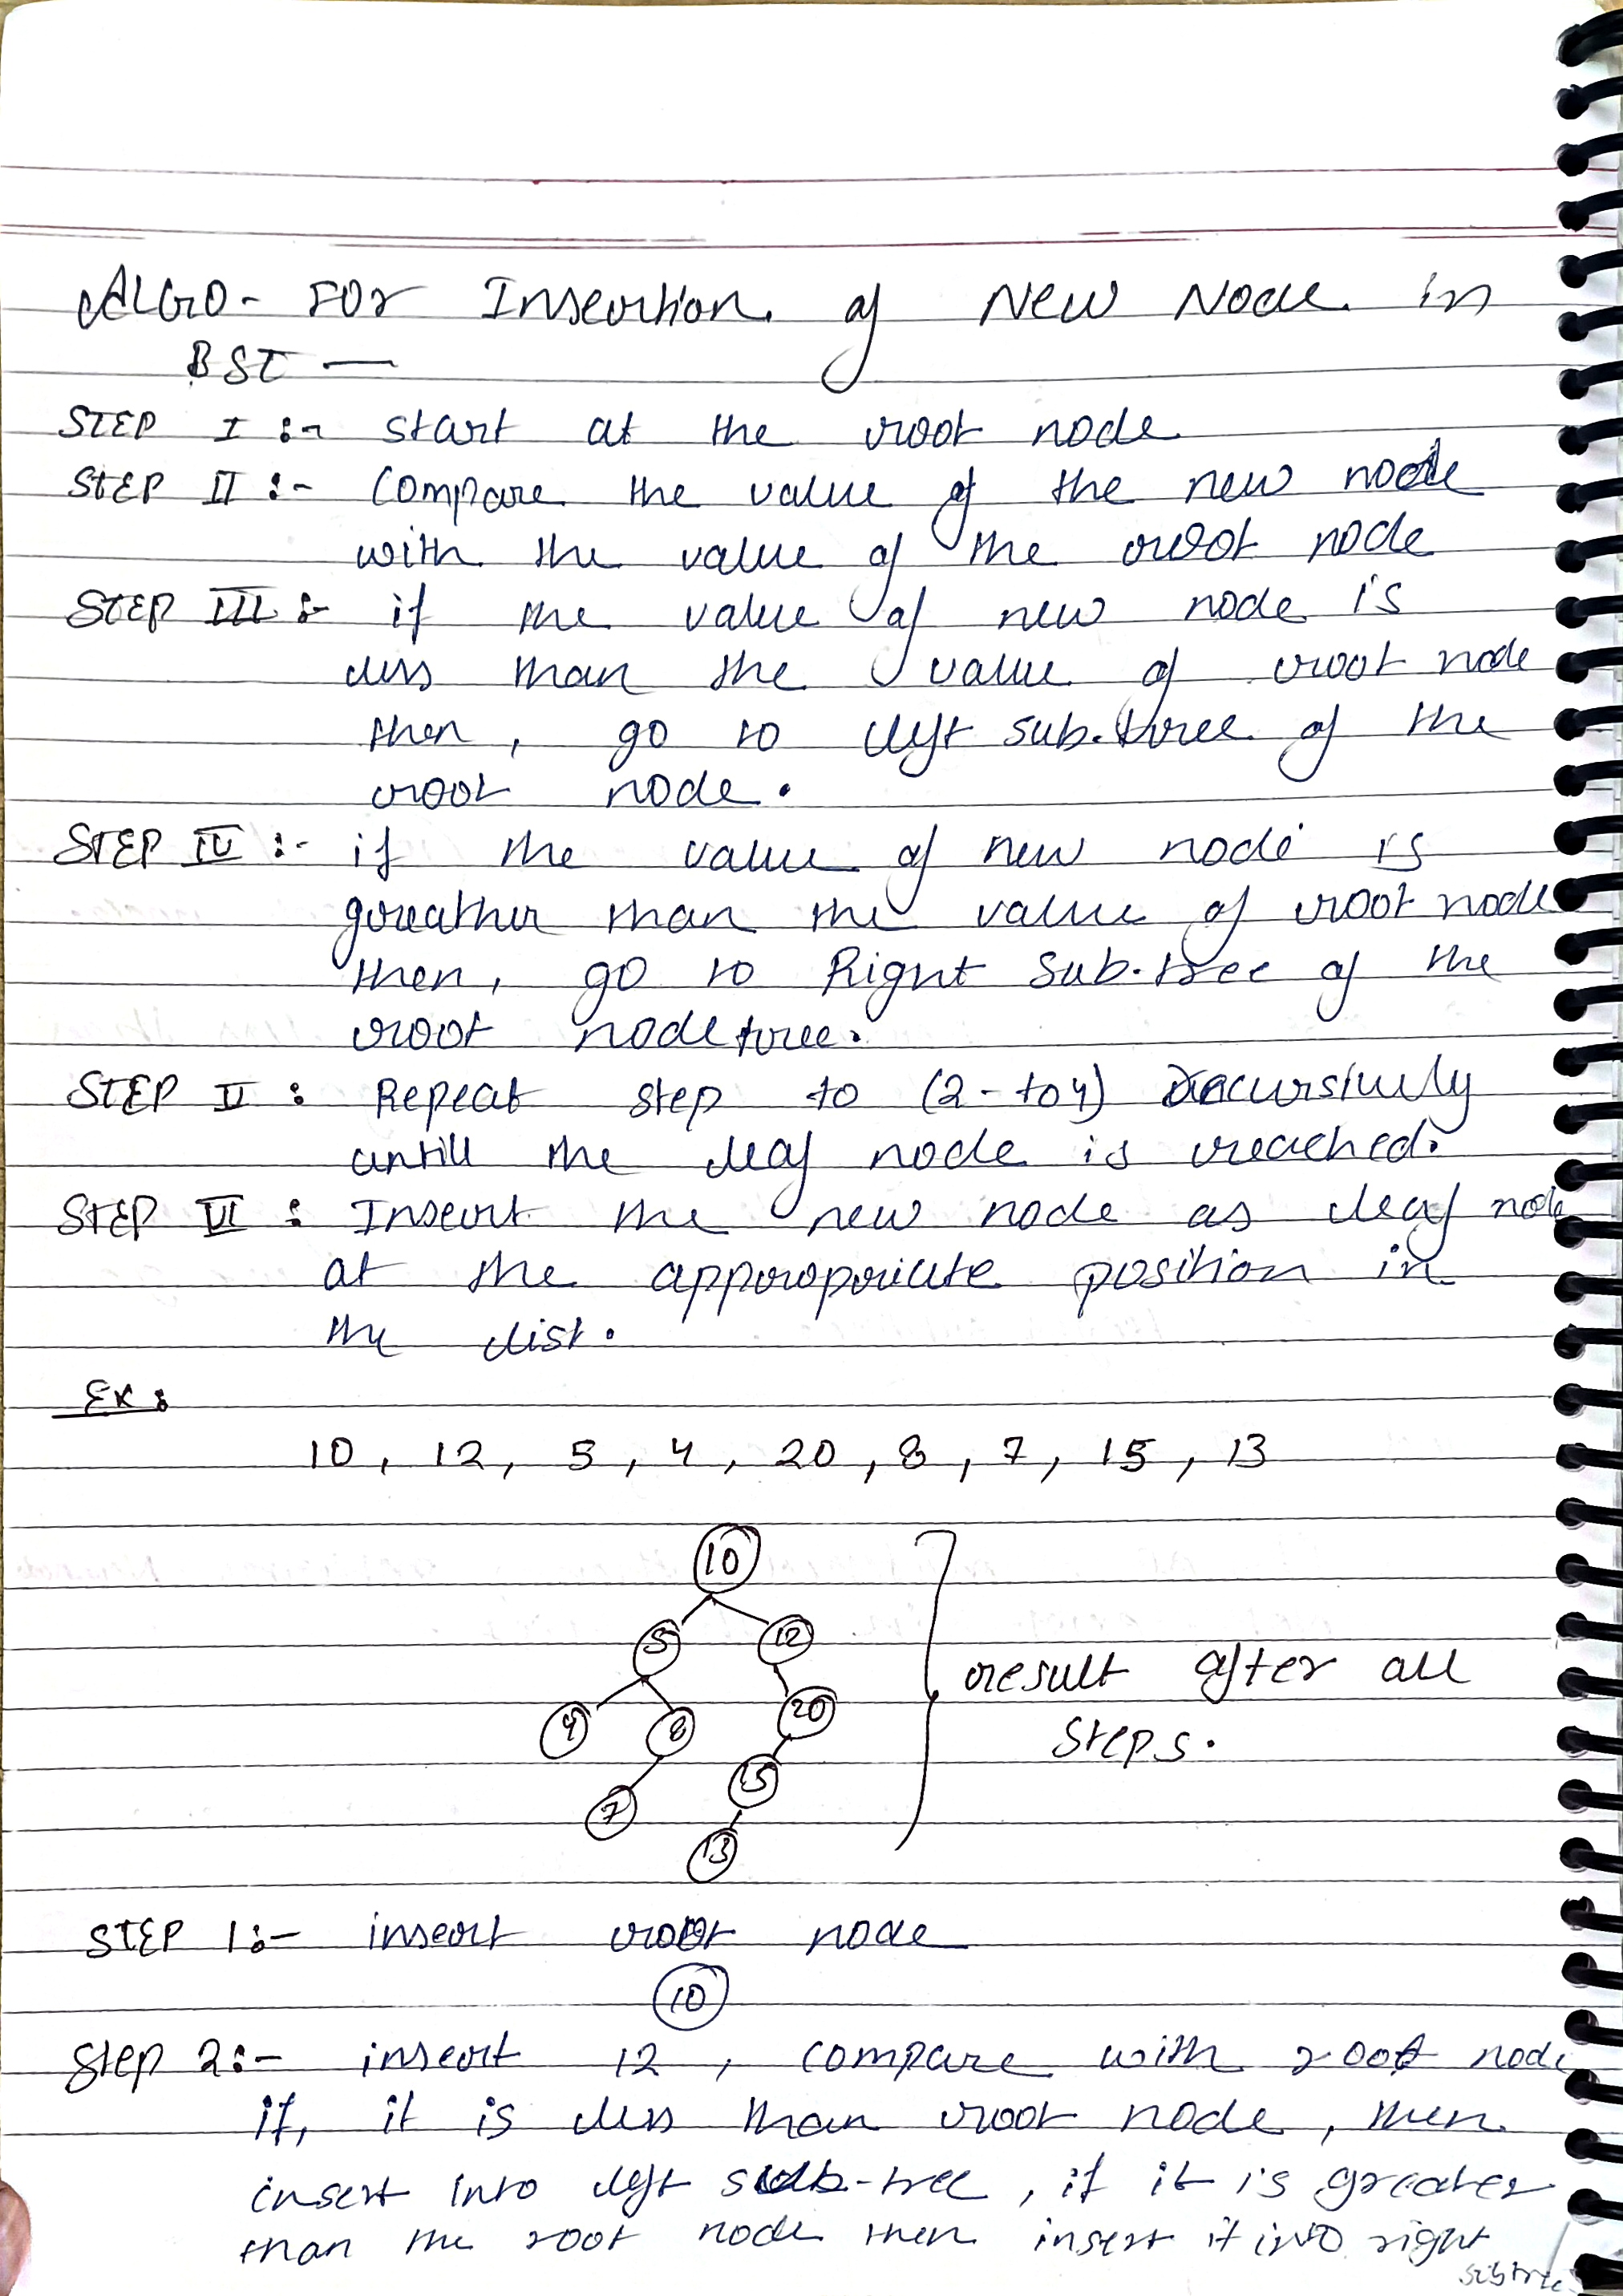 ALGO- FOr Insertion of New Node in
BST —
STEP I :- start at the root node
STEP II :- Compare the value of the new node
with the value of the root node
STEP III :- if the value of new node is
less than the value of root node
then, go to left sub-tree of the
root node.
STEP IV :- if the value of new node is
greather than the value of root node
then, go to Right sub-tree of the
root node tree.
STEP V : Repeat step to (2-to4) recursively
untill the leaf node is reached.
STEP VI : Insert the new node as leaf node
at the appropriate position in
the list.
Ex :
10, 12, 5, 4, 20, 8, 7, 15, 13
10
5 12
4 8 20
7 15
13
result after all
steps.
STEP 1:- insert root node
10
Step 2:- insert 12, compare with root node
if, it is less than root node, then
insert into left sub-tree, if it is greater
than the root node then insert it into right
subtree